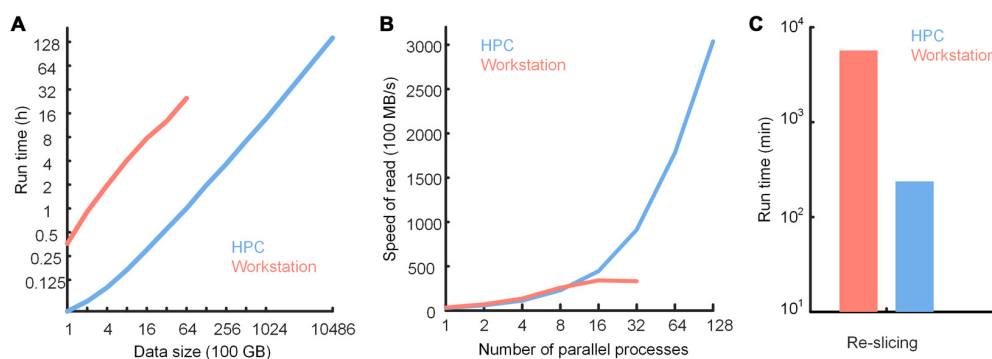 A
Run time (h)
128
64
32
16
8
4
2
1
0.5
0.25
0.125
HPC
Workstation
1 4 16 64 256 1024 10486
Data size (100 GB)
B
HPC
Workstation
Speed of read (100 MB/s)
3000
2500
2000
1500
1000
500
0
1 2 4 8 16 32 64 128
Number of parallel processes
C
HPC
Workstation
Run time (min)
10⁴
10³
10²
10¹
Re-slicing